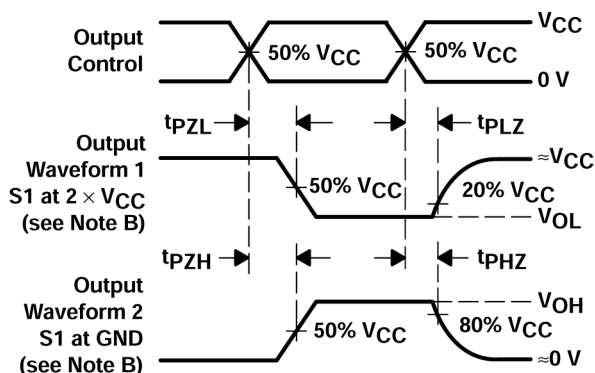 Output
Control
50% VCC
50% VCC
VCC
0 V
tPZL
tPLZ
Output
Waveform 1
S1 at 2 × VCC
(see Note B)
50% VCC
≈VCC
20% VCC
VOL
tPZH
tPHZ
Output
Waveform 2
S1 at GND
(see Note B)
50% VCC
VOH
80% VCC
≈0 V